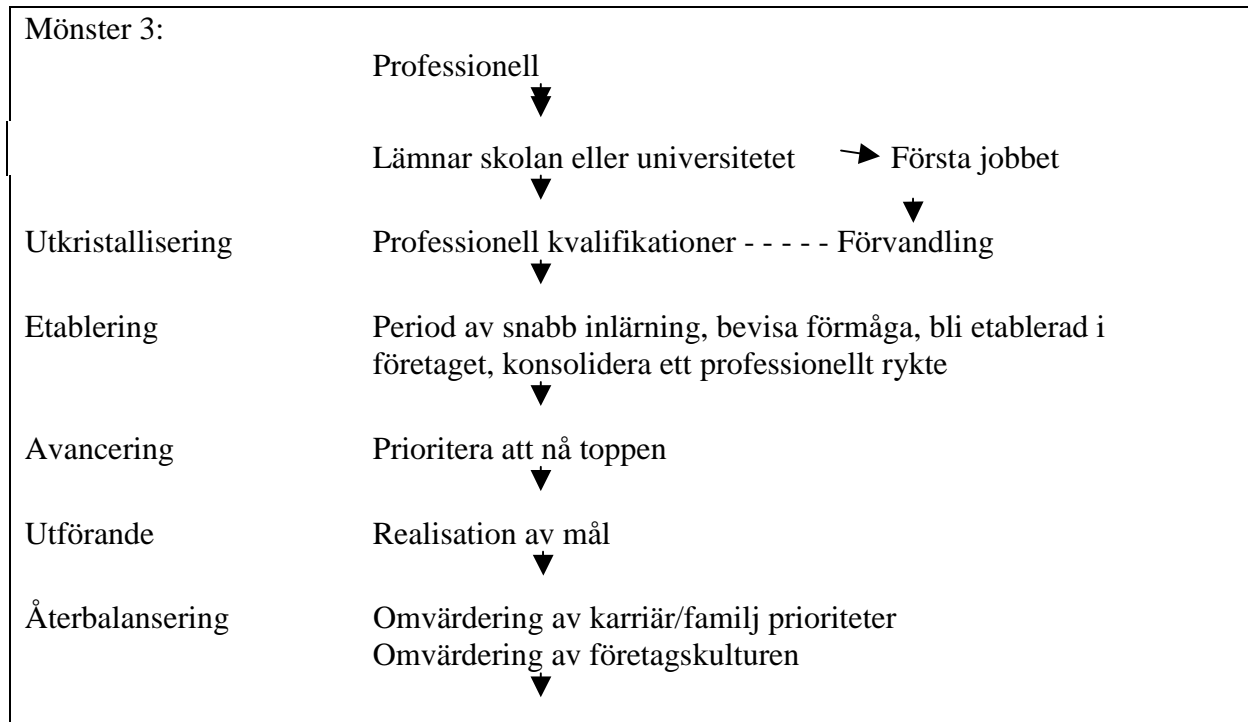 Mönster 3:
Professionell
Lämnar skolan eller universitetet Första jobbet
Utkristallisering Professionell kvalifikationer - - - - - Förvandling
Etablering Period av snabb inlärning, bevisa förmåga, bli etablerad i
företaget, konsolidera ett professionellt rykte
Avancering Prioritera att nå toppen
Utförande Realisation av mål
Återbalansering Omvärdering av karriär/familj prioriteter
Omvärdering av företagskulturen